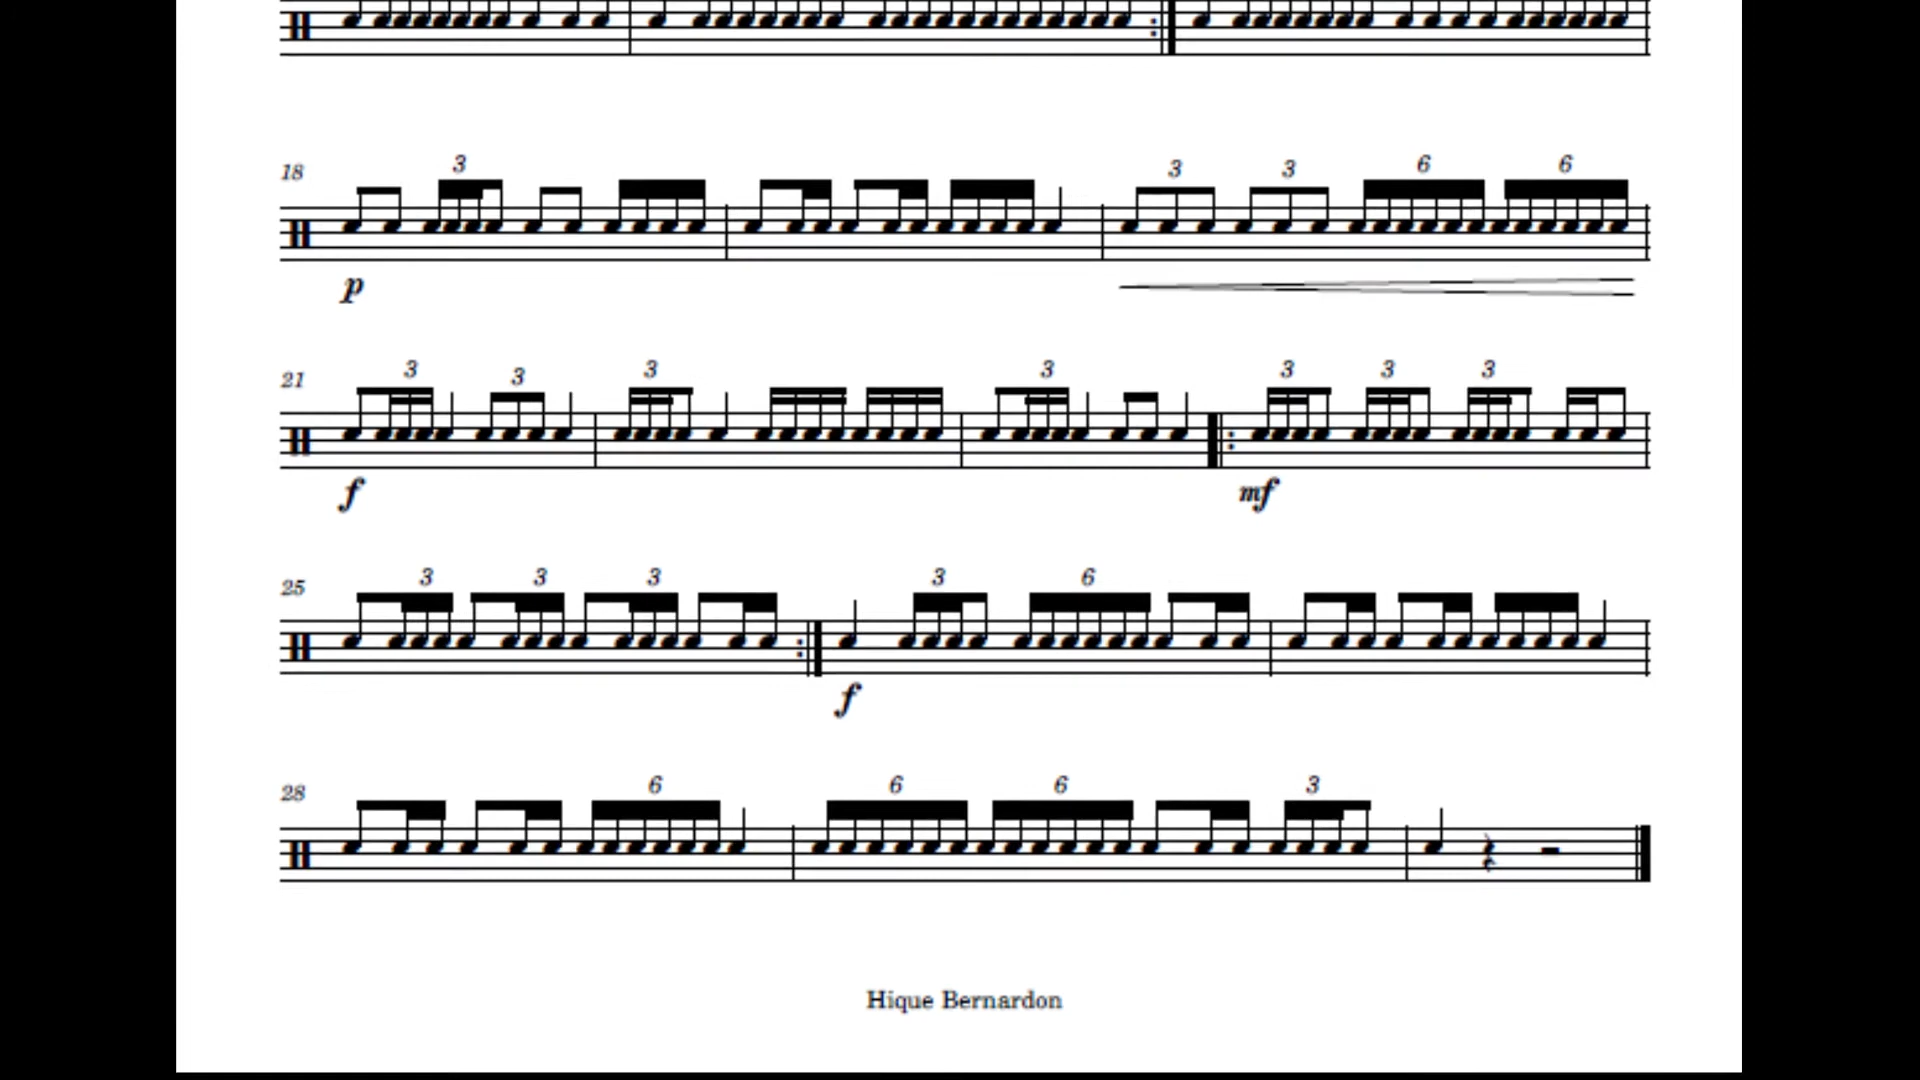 3 3 3 6 6
18
p
3 3 3 3 3 3 3
21
f mf
3 3 3 3 6
25
f
6 6 6 3
28
Hique Bernardon